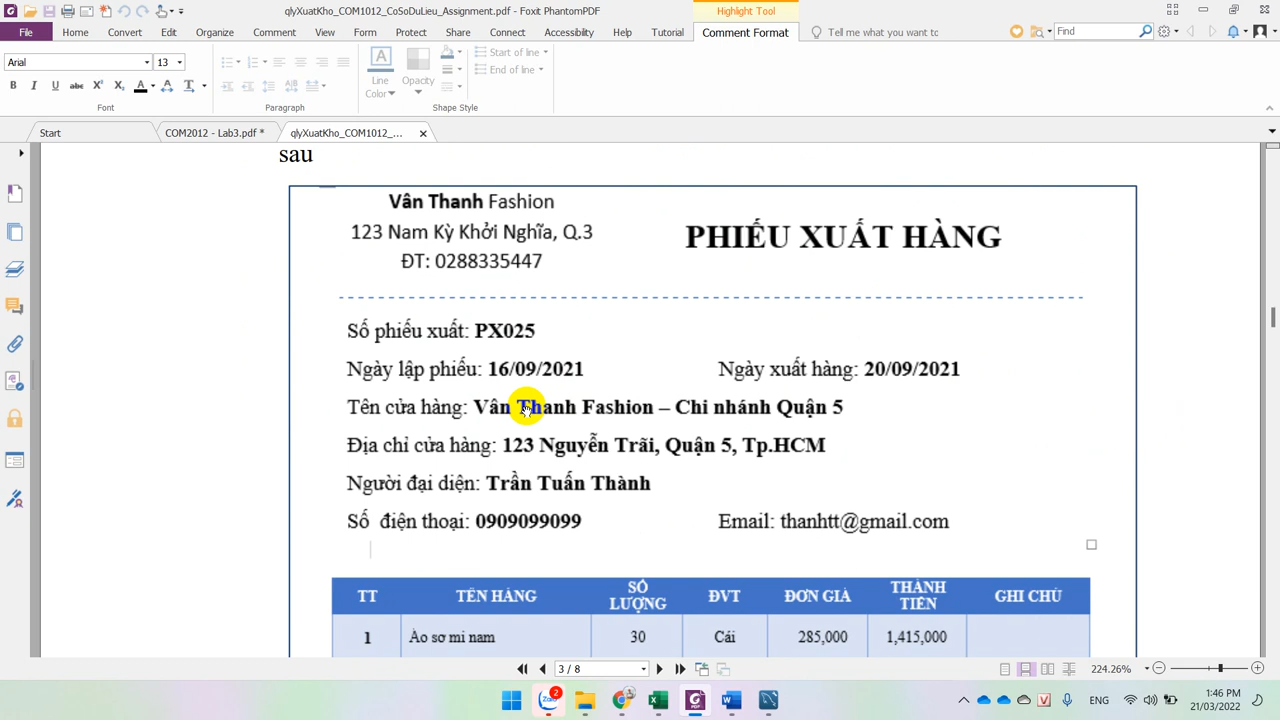 qlyXuatKho_COM1012_CoSoDuLieu_Assignment.pdf - Foxit PhantomPDF
Highlight Tool
File Home Convert Edit Organize Comment View Form Protect Share Connect Accessibility Help Tutorial Comment Format Tell me what you want to Find
Arial 13
Line Color
Opacity
Start of line
End of line
Font Paragraph Shape Style
Start COM2012 - Lab3.pdf * qlyXuatKho_COM1012_...
sau
Vân Thanh Fashion
123 Nam Kỳ Khởi Nghĩa, Q.3
PHIẾU XUẤT HÀNG
ĐT: 0288335447
Số phiếu xuất: PX025
Ngày lập phiếu: 16/09/2021 Ngày xuất hàng: 20/09/2021
Tên cửa hàng: Vân Thanh Fashion – Chi nhánh Quận 5
Địa chỉ cửa hàng: 123 Nguyễn Trãi, Quận 5, Tp.HCM
Người đại diện: Trần Tuấn Thành
Số điện thoại: 0909099099 Email: thanhtt@gmail.com
TT TÊN HÀNG SỐ LƯỢNG ĐVT ĐƠN GIÁ THÀNH TIỀN GHI CHÚ
1 Ào sơ mi nam 30 Cái 285,000 1,415,000
3 / 8 224.26%
2 ENG 1:46 PM
21/03/2022